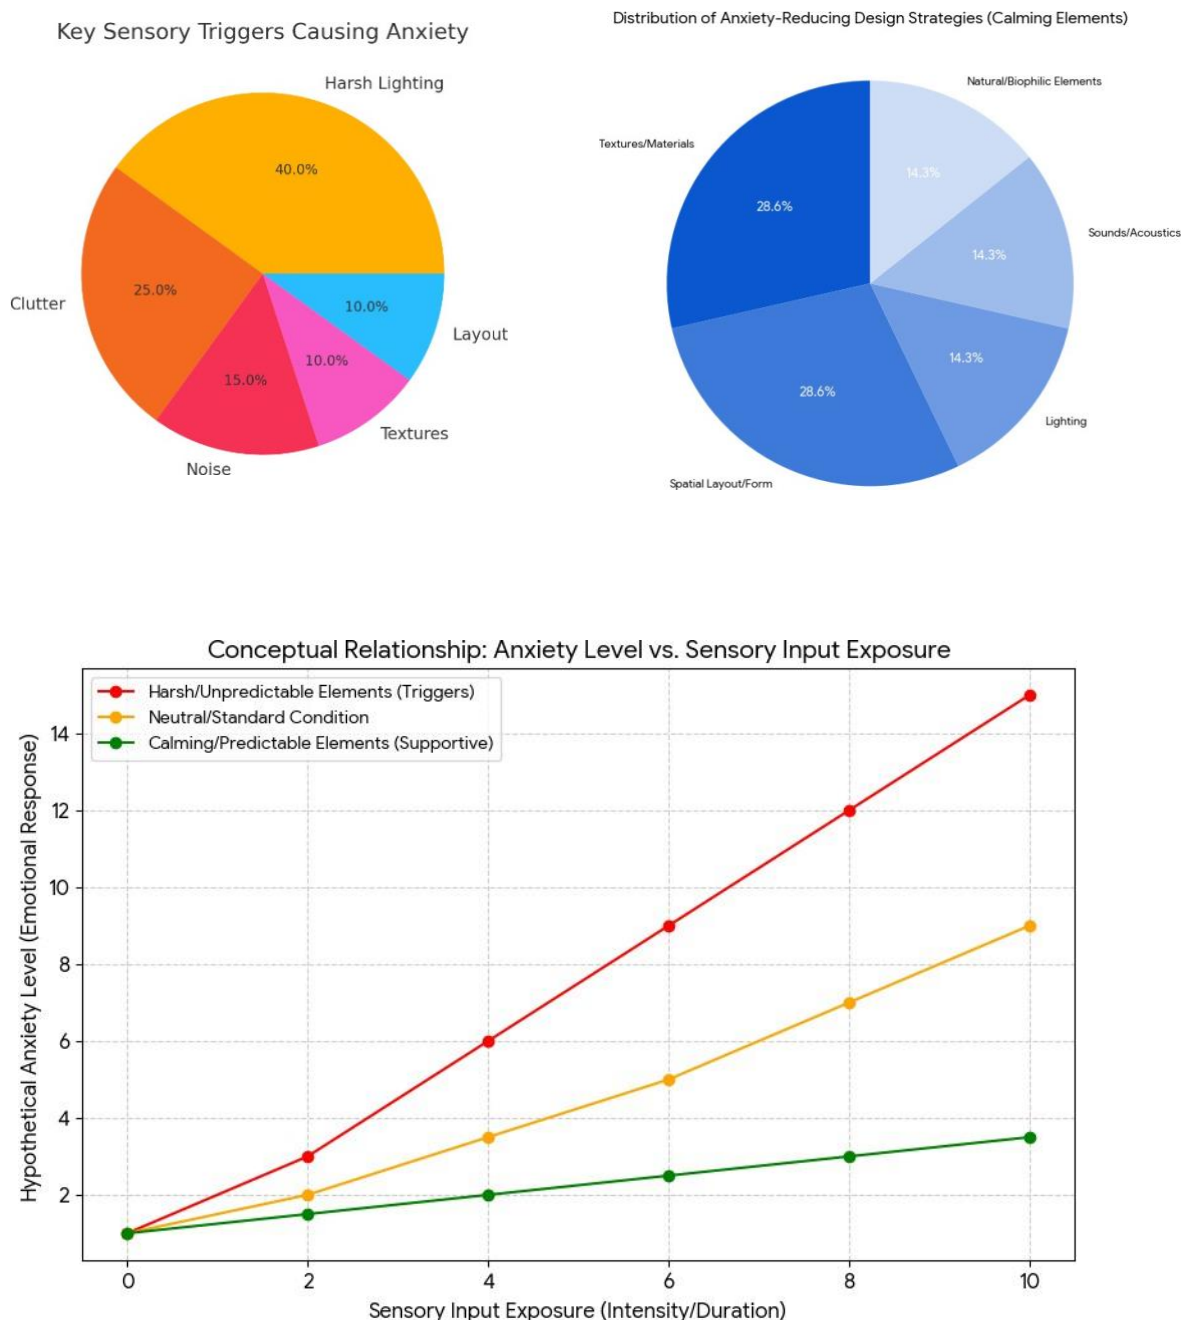 Key Sensory Triggers Causing Anxiety
Harsh Lighting
40.0%
Clutter
25.0%
10.0%
Layout
15.0%
10.0%
Textures
Noise
Distribution of Anxiety-Reducing Design Strategies (Calming Elements)
Natural/Biophilic Elements
Textures/Materials
14.3%
28.6%
Sounds/Acoustics
14.3%
14.3%
28.6%
Lighting
Spatial Layout/Form
Conceptual Relationship: Anxiety Level vs. Sensory Input Exposure
Harsh/Unpredictable Elements (Triggers)
Neutral/Standard Condition
Calming/Predictable Elements (Supportive)
Hypothetical Anxiety Level (Emotional Response)
14
12
10
8
6
4
2
0 2 4 6 8 10
Sensory Input Exposure (Intensity/Duration)